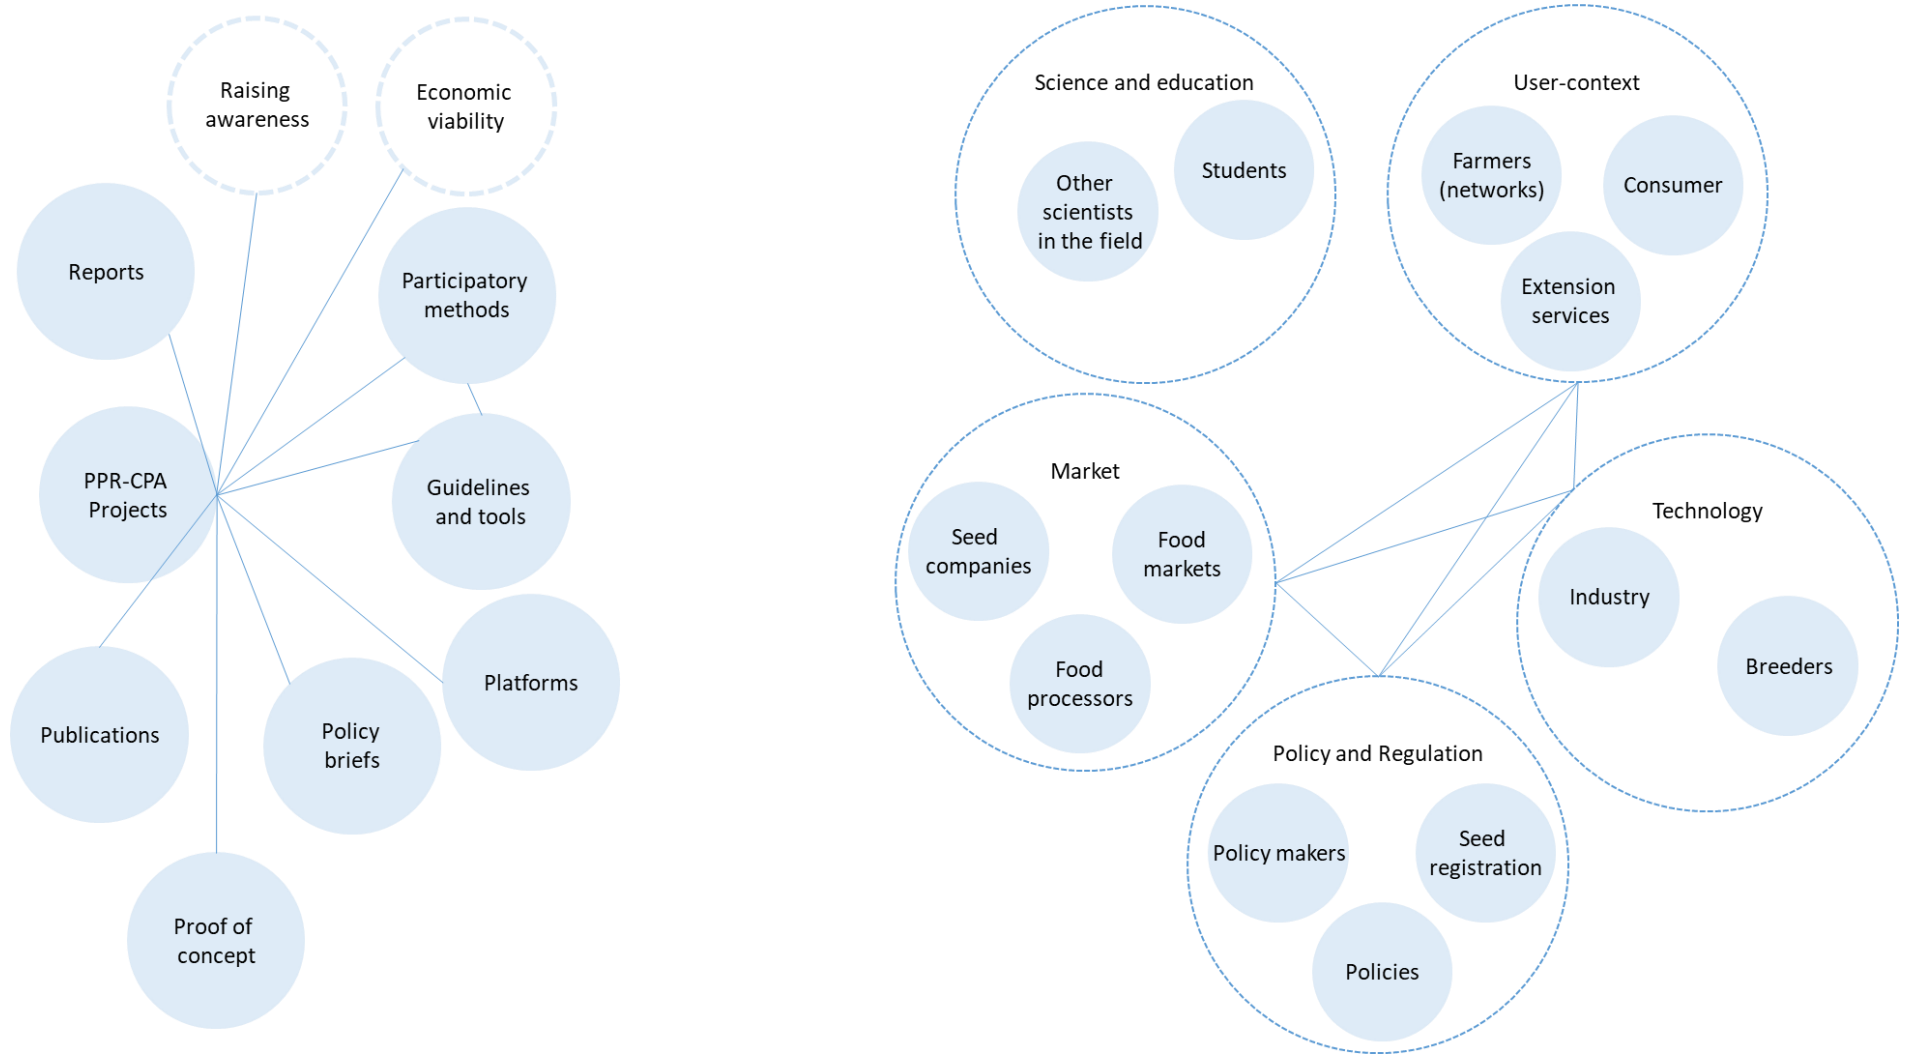 Raising
awareness
Economic
viability
Reports
Participatory
methods
PPR-CPA
Projects
Guidelines
and tools
Publications
Policy
briefs
Platforms
Proof of
concept
Science and education
Other
scientists
in the field
Students
User-context
Farmers
(networks)
Consumer
Extension
services
Market
Seed
companies
Food
markets
Food
processors
Technology
Industry
Breeders
Policy and Regulation
Policy makers
Seed
registration
Policies